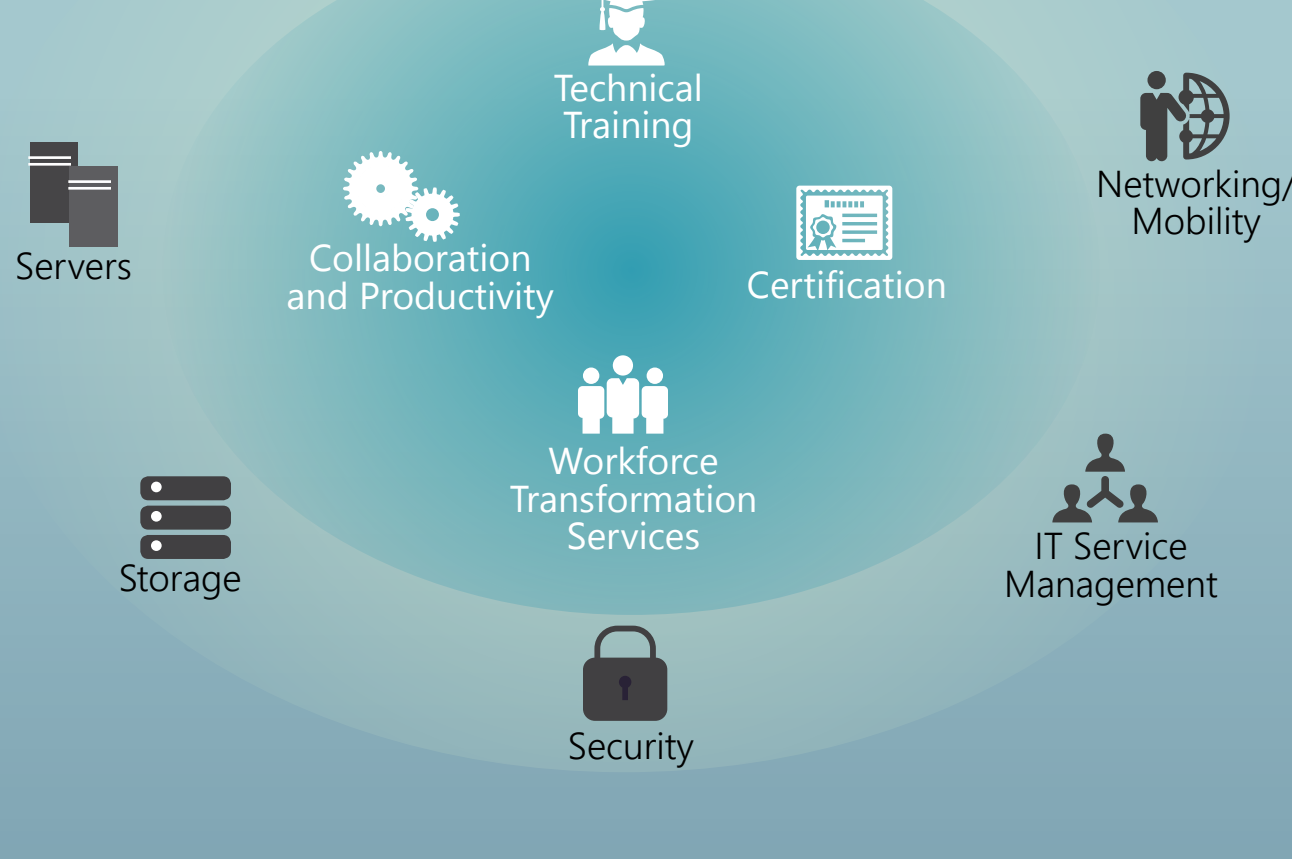 Technical
Training
Networking/
Mobility
Servers
Collaboration
and Productivity
Certification
Workforce
Transformation
Services
Storage
IT Service
Management
Security